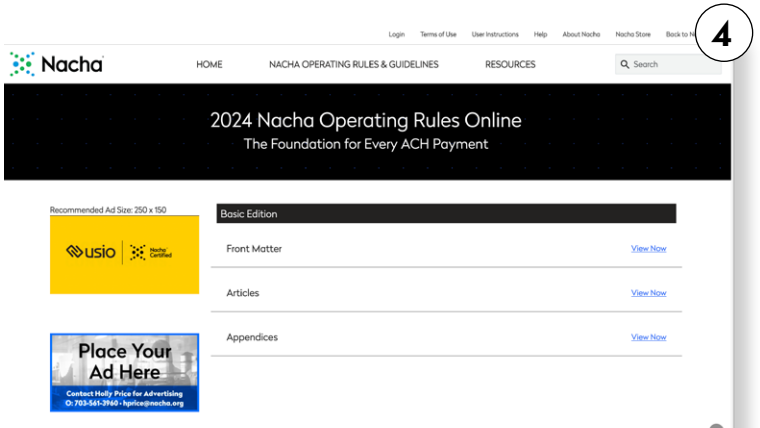 Login Terms of Use User Instructions Help About Nacha Nacha Store Back to
4
Nacha
HOME NACHA OPERATING RULES & GUIDELINES RESOURCES Search
2024 Nacha Operating Rules Online
The Foundation for Every ACH Payment
Recommended Ad Size: 250 x 150
Basic Edition
usio Nacha Certified
Front Matter View Now
Articles View Now
Appendices View Now
Place Your
Ad Here
Contact Holly Price for Advertising
O: 703-561-3960 • hprice@nacha.org